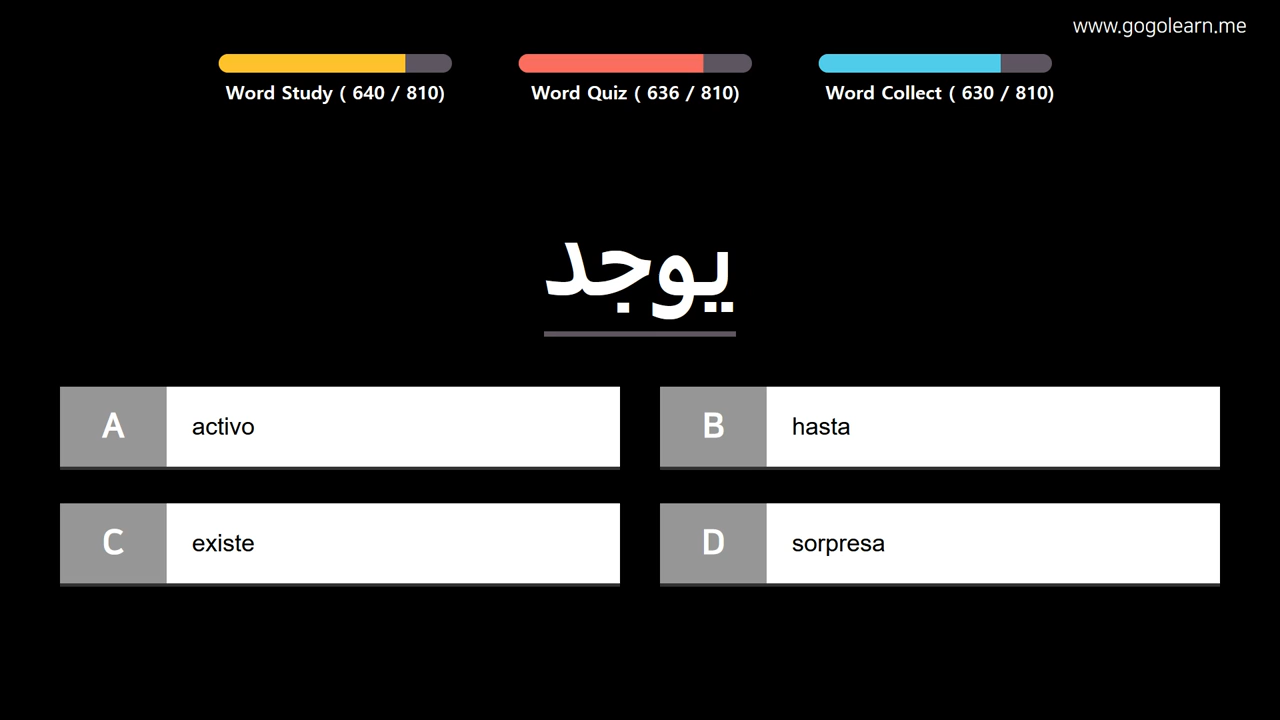 www.gogolearn.me
Word Study ( 640 / 810)
Word Quiz ( 636 / 810)
Word Collect ( 630 / 810)
يوجد
A activo
B hasta
C existe
D sorpresa